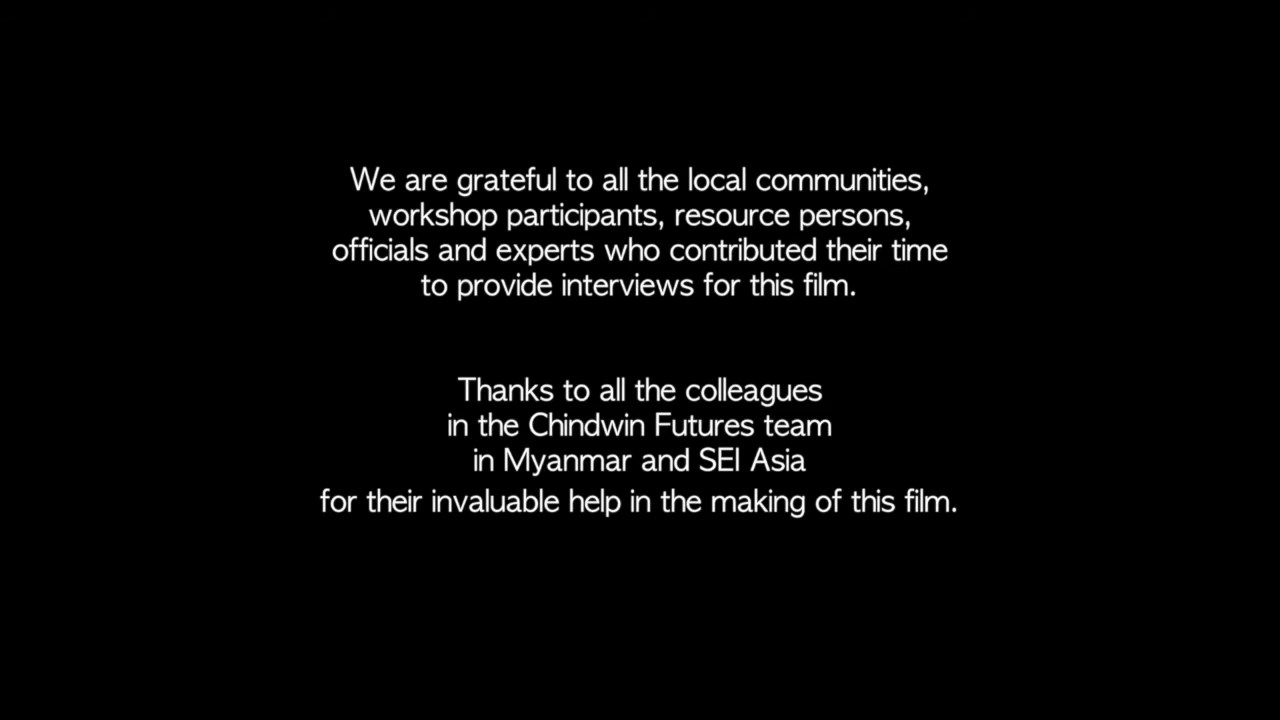 We are grateful to all the local communities,
workshop participants, resource persons,
officials and experts who contributed their time
to provide interviews for this film.
Thanks to all the colleagues
in the Chindwin Futures team
in Myanmar and SEI Asia
for their invaluable help in the making of this film.